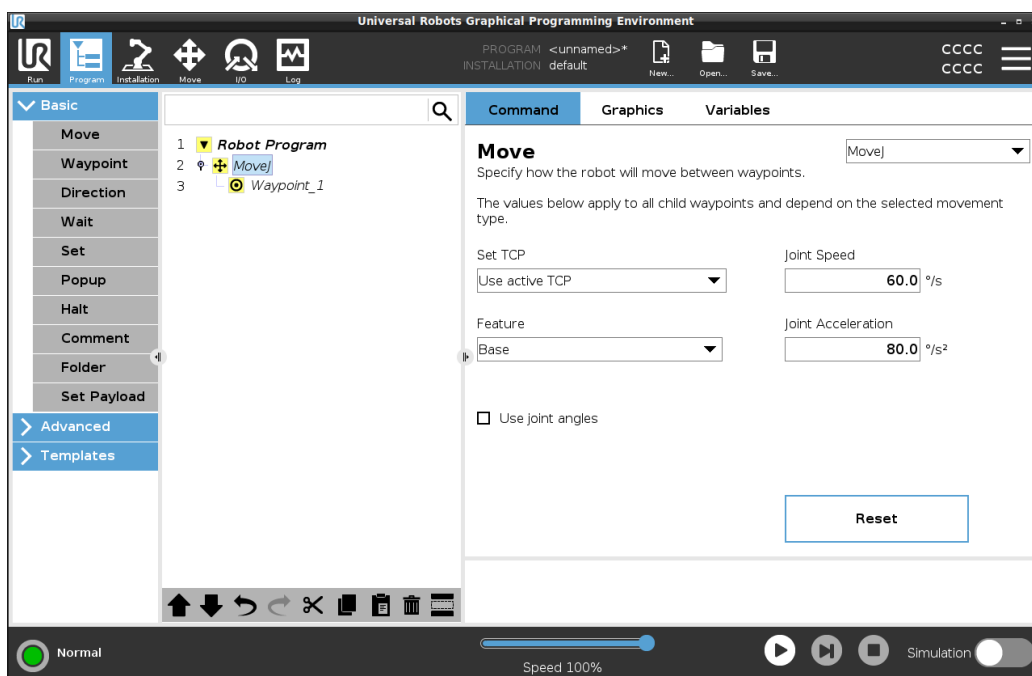 UR Universal Robots Graphical Programming Environment
UR
Run Program Installation Move I/O Log
PROGRAM <unnamed>*
INSTALLATION default
New... Open... Save...
CCCC
CCCC
Basic
Move
Waypoint
Direction
Wait
Set
Popup
Halt
Comment
Folder
Set Payload
Advanced
Templates
1 Robot Program
2 MoveJ
3 Waypoint_1
Command Graphics Variables
Move MoveJ
Specify how the robot will move between waypoints.
The values below apply to all child waypoints and depend on the selected movement
type.
Set TCP Joint Speed
Use active TCP 60.0 °/s
Feature Joint Acceleration
Base 80.0 °/s²
Use joint angles
Reset
Normal
Speed 100%
Simulation